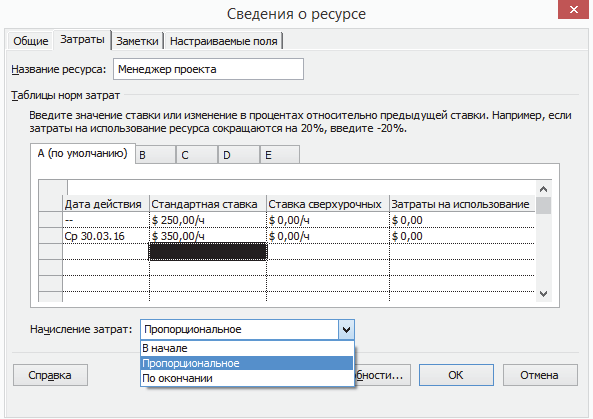 Сведения о ресурсе
Общие Затраты Заметки Настраиваемые поля
Название ресурса: Менеджер проекта
Таблицы норм затрат
Введите значение ставки или изменение в процентах относительно предыдущей ставки. Например, если
затраты на использование ресурса сокращаются на 20%, введите -20%.
A (по умолчанию) B C D E
Дата действия Стандартная ставка Ставка сверхурочных Затраты на использование
-- $ 250,00/ч $ 0,00/ч $ 0,00
Ср 30.03.16 $ 350,00/ч $ 0,00/ч $ 0,00
Начисление затрат: Пропорциональное
В начале
Пропорциональное
По окончании
Справка бности... ОК Отмена